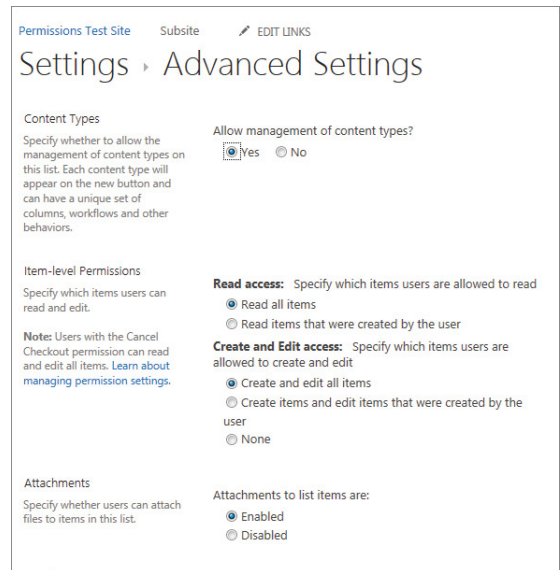 Permissions Test Site Subsite EDIT LINKS
Settings ▸ Advanced Settings
Content Types
Specify whether to allow the
management of content types on
this list. Each content type will
appear on the new button and
can have a unique set of
columns, workflows and other
behaviors.
Allow management of content types?
Yes No
Item-level Permissions
Specify which items users can
read and edit.
Note: Users with the Cancel
Checkout permission can read
and edit all items. Learn about
managing permission settings.
Read access: Specify which items users are allowed to read
Read all items
Read items that were created by the user
Create and Edit access: Specify which items users are
allowed to create and edit
Create and edit all items
Create items and edit items that were created by the
user
None
Attachments
Specify whether users can attach
files to items in this list.
Attachments to list items are:
Enabled
Disabled